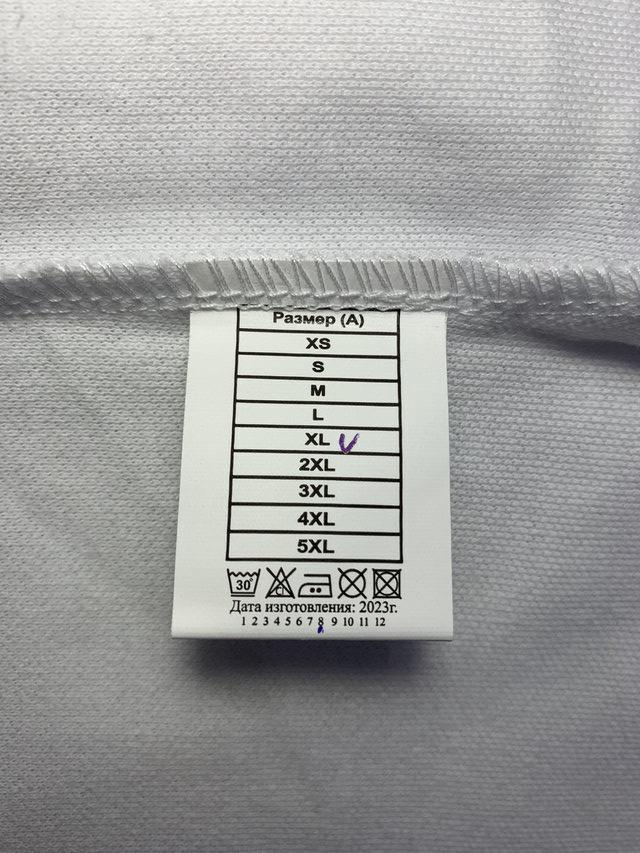 Размер (А)
XS
S
M
L
XL V
2XL
3XL
4XL
5XL
30° Cl
Дата изготовления: 2023г.
1 2 3 4 5 6 7 8 9 10 11 12